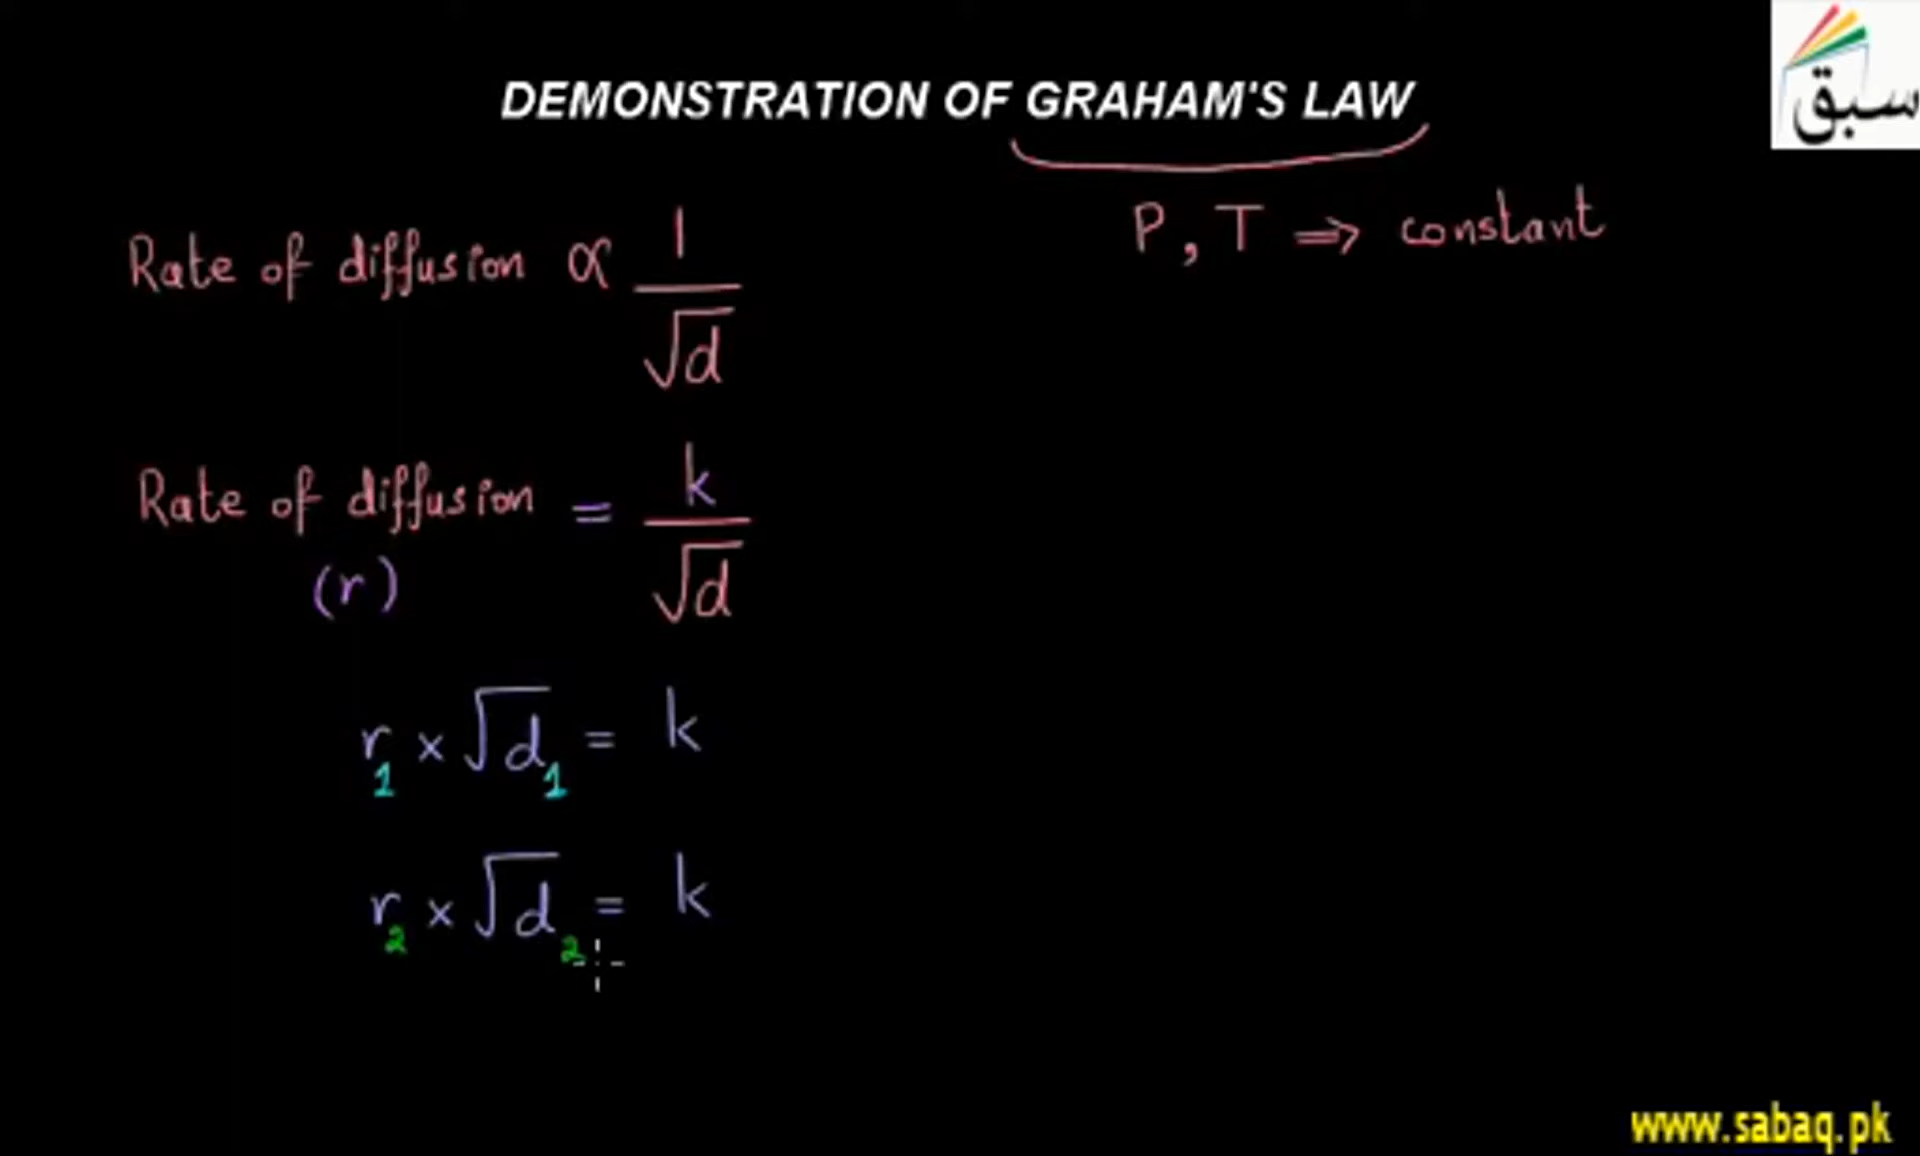 سبق
DEMONSTRATION OF GRAHAM'S LAW
P, T ⇒ constant
Rate of diffusion ∝ 1/√d
Rate of diffusion = k/√d
(r)
r₁ × √d₁ = k
r₂ × √d₂ = k
www.sabaq.pk